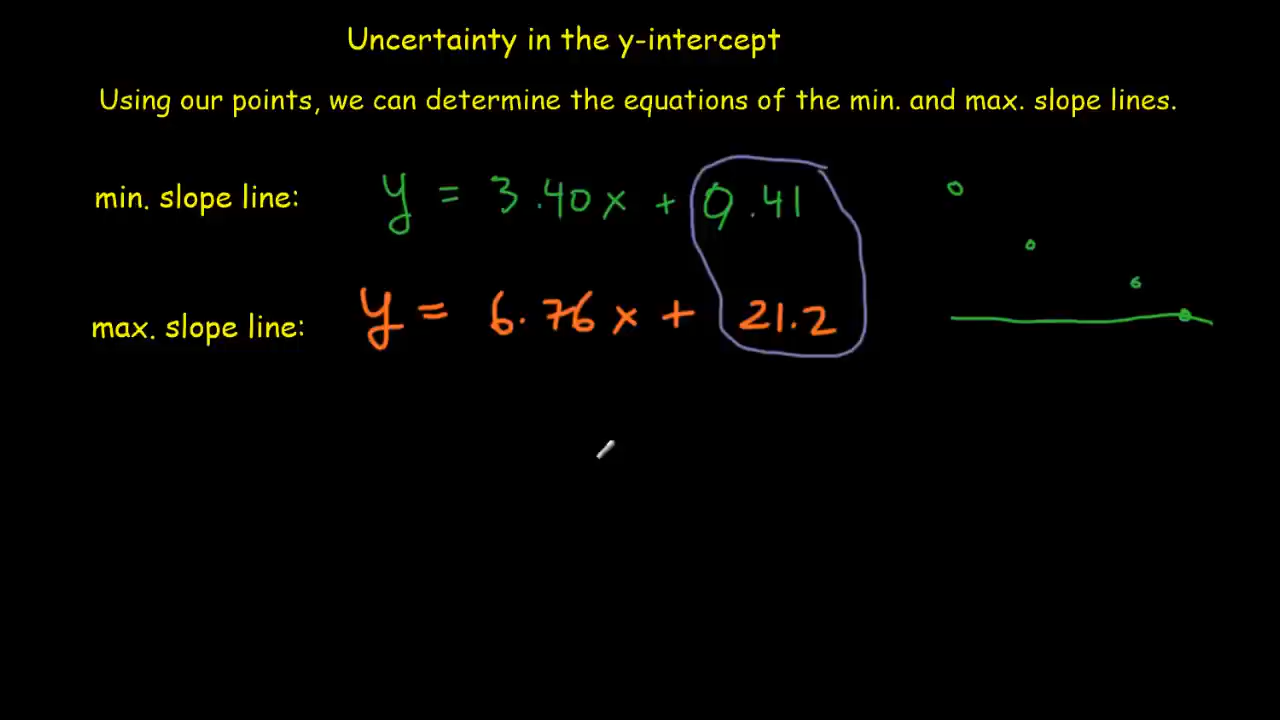 Uncertainty in the y-intercept
Using our points, we can determine the equations of the min. and max. slope lines.
min. slope line: y = 3.40x + 9.41
max. slope line: y = 6.76x + 21.2